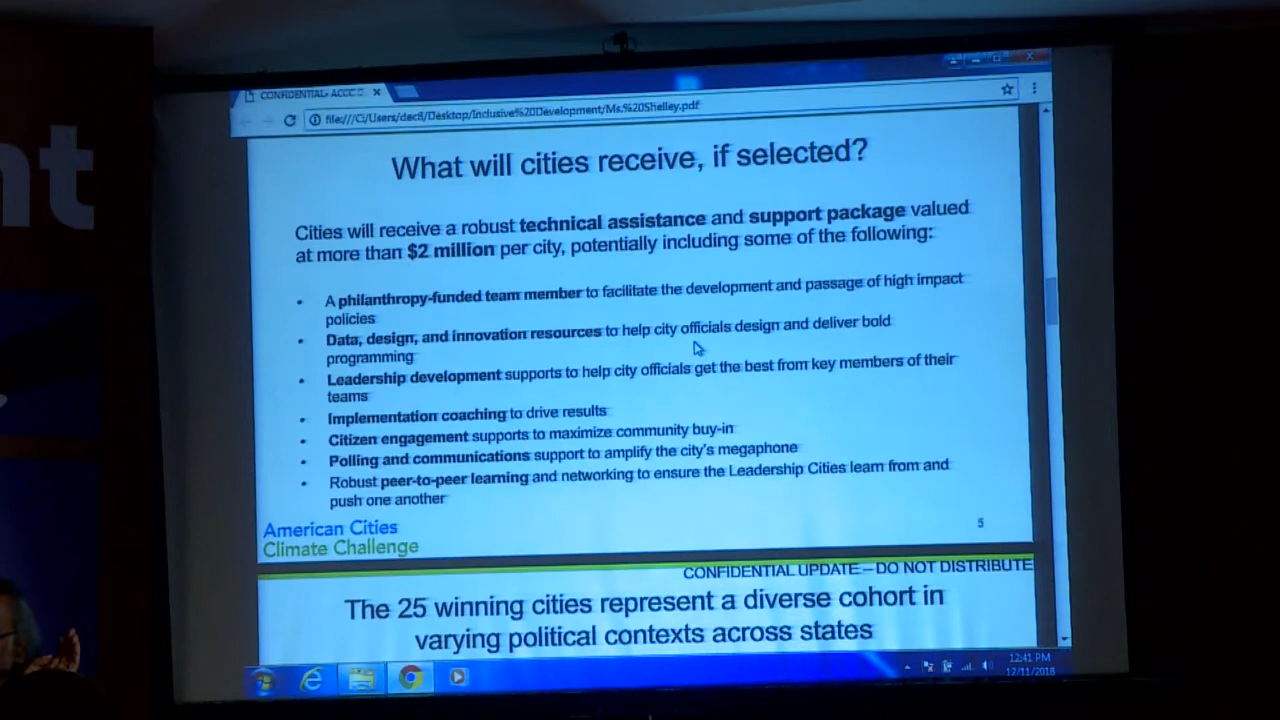 CONFIDENTIAL- ACCC
file:///C:/Users/decfl/Desktop/Inclusive%20Development/Ms.%20Shelley.pdf
nt
What will cities receive, if selected?
Cities will receive a robust technical assistance and support package valued
at more than $2 million per city, potentially including some of the following:
• A philanthropy-funded team member to facilitate the development and passage of high impact
policies
• Data, design, and innovation resources to help city officials design and deliver bold
programming
• Leadership development supports to help city officials get the best from key members of their
teams
• Implementation coaching to drive results
• Citizen engagement supports to maximize community buy-in
• Polling and communications support to amplify the city's megaphone
• Robust peer-to-peer learning and networking to ensure the Leadership Cities learn from and
push one another
American Cities
Climate Challenge
5
CONFIDENTIAL UPDATE – DO NOT DISTRIBUTE
The 25 winning cities represent a diverse cohort in
varying political contexts across states
12:41 PM
12/11/2018